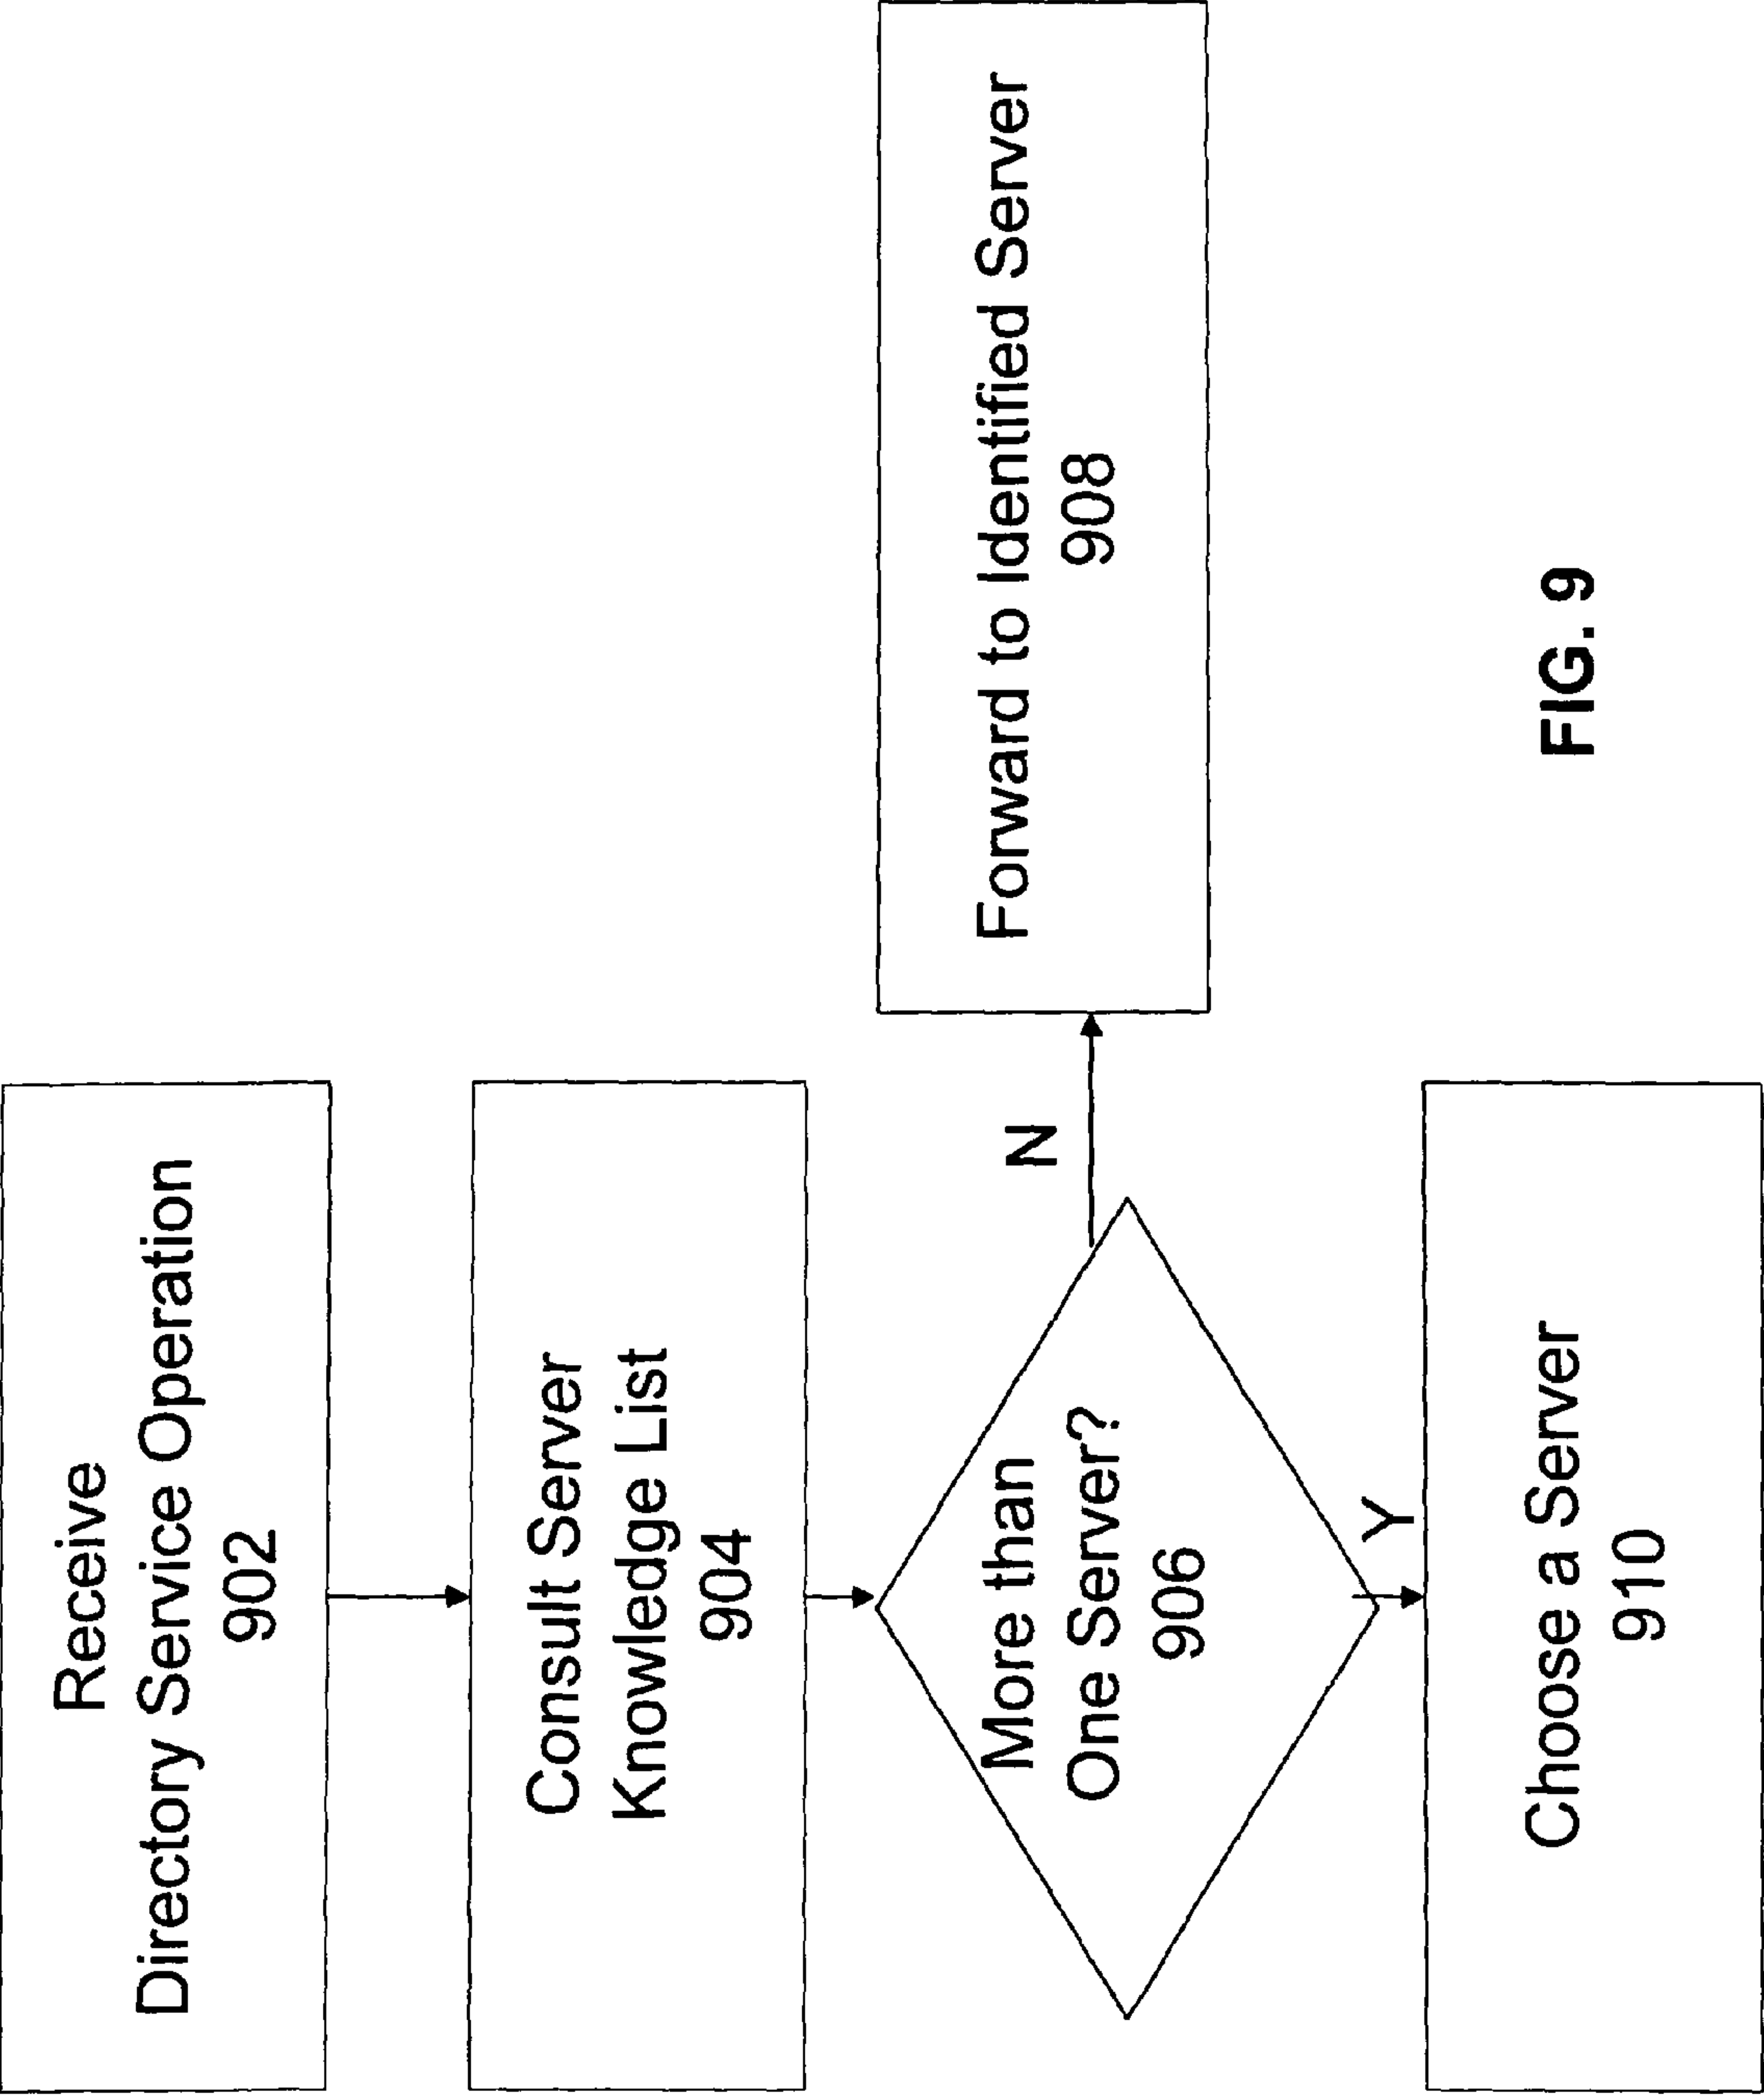 Receive
Directory Service Operation
902
Consult Server
Knowledge List
904
More than
One Server?
906
N
Forward to Identified Server
908
Y
Choose a Server
910
FIG. 9